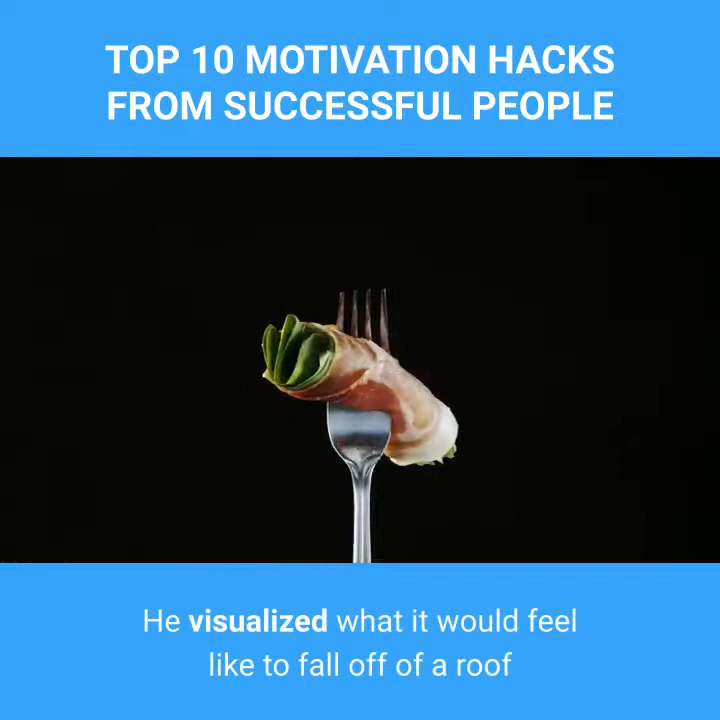 TOP 10 MOTIVATION HACKS
FROM SUCCESSFUL PEOPLE
He visualized what it would feel
like to fall off of a roof